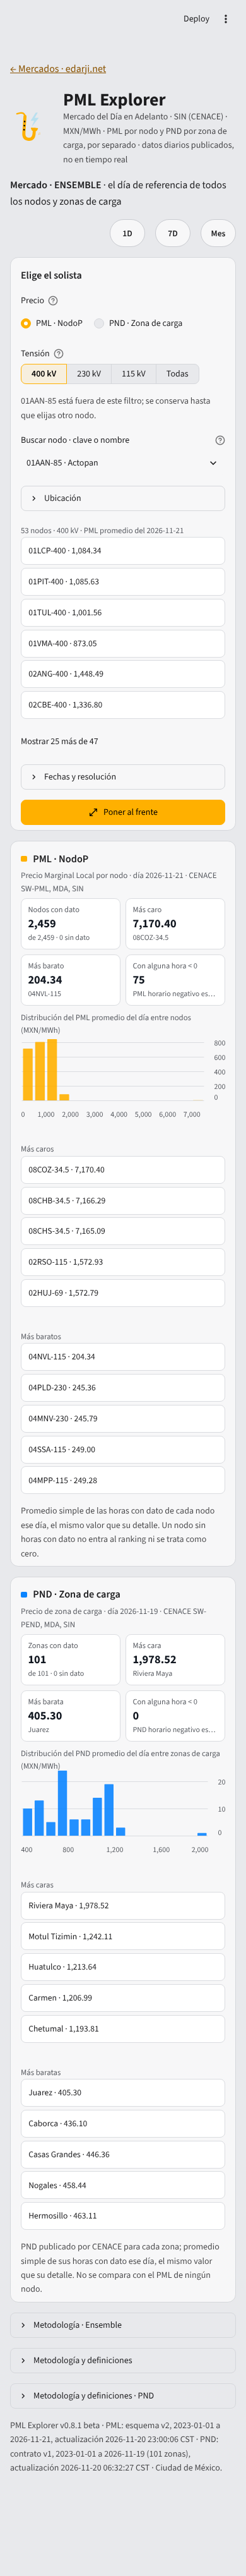 Deploy
← Mercados · edarji.net
PML Explorer
Mercado del Día en Adelanto · SIN (CENACE) ·
MXN/MWh · PML por nodo y PND por zona de
carga, por separado · datos diarios publicados,
no en tiempo real
Mercado · ENSEMBLE · el día de referencia de todos
los nodos y zonas de carga
1D
7D
Mes
Elige el solista
Precio
PML · NodoP
PND · Zona de carga
Tensión
400 kV
230 kV
115 kV
Todas
01AAN-85 está fuera de este filtro; se conserva hasta
que elijas otro nodo.
Buscar nodo · clave o nombre
01AAN-85 · Actopan
Ubicación
53 nodos · 400 kV · PML promedio del 2026-11-21
01LCP-400 · 1,084.34
01PIT-400 · 1,085.63
01TUL-400 · 1,001.56
01VMA-400 · 873.05
02ANG-400 · 1,448.49
02CBE-400 · 1,336.80
Mostrar 25 más de 47
Fechas y resolución
Poner al frente
PML · NodoP
Precio Marginal Local por nodo · día 2026-11-21 · CENACE
SW-PML, MDA, SIN
Nodos con dato
2,459
de 2,459 · 0 sin dato
Más caro
7,170.40
08COZ-34.5
Más barato
204.34
04NVL-115
Con alguna hora < 0
75
PML horario negativo es…
Distribución del PML promedio del día entre nodos
(MXN/MWh)
800
600
400
200
0
0 1,000 2,000 3,000 4,000 5,000 6,000 7,000
Más caros
08COZ-34.5 · 7,170.40
08CHB-34.5 · 7,166.29
08CHS-34.5 · 7,165.09
02RSO-115 · 1,572.93
02HUJ-69 · 1,572.79
Más baratos
04NVL-115 · 204.34
04PLD-230 · 245.36
04MNV-230 · 245.79
04SSA-115 · 249.00
04MPP-115 · 249.28
Promedio simple de las horas con dato de cada nodo
ese día, el mismo valor que su detalle. Un nodo sin
horas con dato no entra al ranking ni se trata como
cero.
PND · Zona de carga
Precio de zona de carga · día 2026-11-19 · CENACE SW-
PEND, MDA, SIN
Zonas con dato
101
de 101 · 0 sin dato
Más cara
1,978.52
Riviera Maya
Más barata
405.30
Juarez
Con alguna hora < 0
0
PND horario negativo es…
Distribución del PND promedio del día entre zonas de carga
(MXN/MWh)
20
10
0
400 800 1,200 1,600 2,000
Más caras
Riviera Maya · 1,978.52
Motul Tizimin · 1,242.11
Huatulco · 1,213.64
Carmen · 1,206.99
Chetumal · 1,193.81
Más baratas
Juarez · 405.30
Caborca · 436.10
Casas Grandes · 446.36
Nogales · 458.44
Hermosillo · 463.11
PND publicado por CENACE para cada zona; promedio
simple de sus horas con dato ese día, el mismo valor
que su detalle. No se compara con el PML de ningún
nodo.
Metodología · Ensemble
Metodología y definiciones
Metodología y definiciones · PND
PML Explorer v0.8.1 beta · PML: esquema v2, 2023-01-01 a
2026-11-21, actualización 2026-11-20 23:00:06 CST · PND:
contrato v1, 2023-01-01 a 2026-11-19 (101 zonas),
actualización 2026-11-20 06:32:27 CST · Ciudad de México.